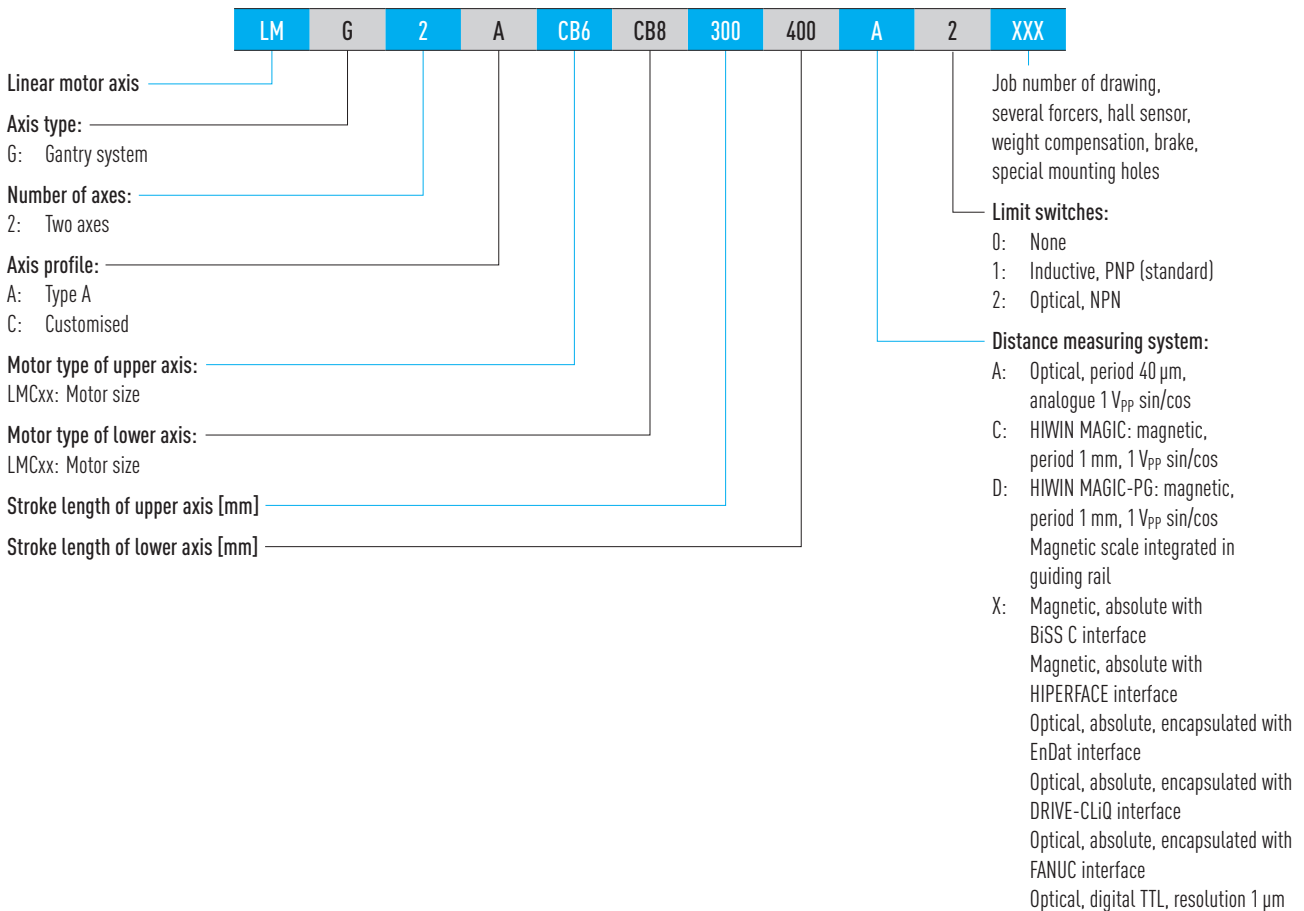 LM G 2 A CB6 CB8 300 400 A 2 XXX
Linear motor axis
Axis type:
G: Gantry system
Number of axes:
2: Two axes
Axis profile:
A: Type A
C: Customised
Motor type of upper axis:
LMCxx: Motor size
Motor type of lower axis:
LMCxx: Motor size
Stroke length of upper axis [mm]
Stroke length of lower axis [mm]
Job number of drawing,
several forcers, hall sensor,
weight compensation, brake,
special mounting holes
Limit switches:
0: None
1: Inductive, PNP (standard)
2: Optical, NPN
Distance measuring system:
A: Optical, period 40 µm,
analogue 1 VPP sin/cos
C: HIWIN MAGIC: magnetic,
period 1 mm, 1 VPP sin/cos
D: HIWIN MAGIC-PG: magnetic,
period 1 mm, 1 VPP sin/cos
Magnetic scale integrated in
guiding rail
X: Magnetic, absolute with
BiSS C interface
Magnetic, absolute with
HIPERFACE interface
Optical, absolute, encapsulated with
EnDat interface
Optical, absolute, encapsulated with
DRIVE-CLiQ interface
Optical, absolute, encapsulated with
FANUC interface
Optical, digital TTL, resolution 1 µm